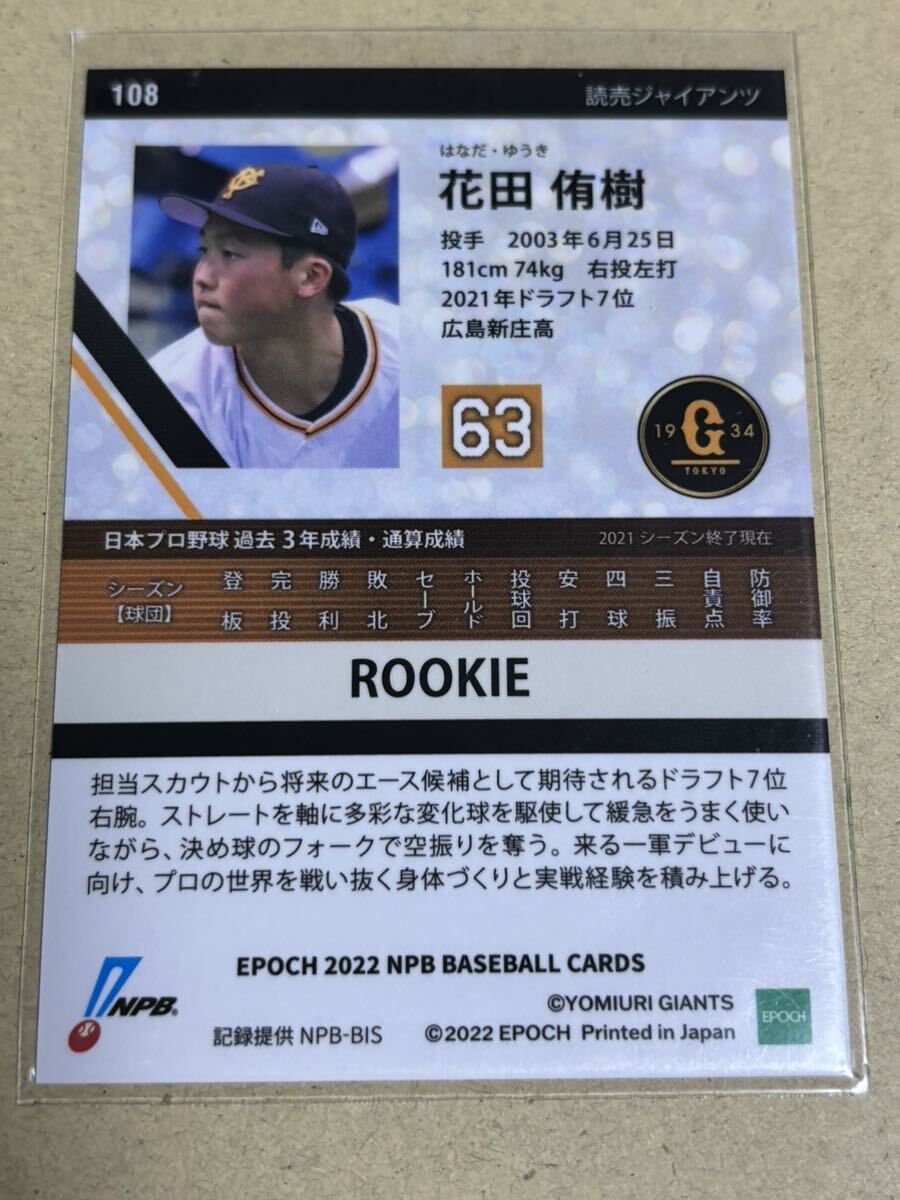 108
読売ジャイアンツ
はなだ・ゆうき
花田 侑樹
投手 2003年6月25日
181cm 74kg 右投左打
2021年ドラフト7位
広島新庄高
63
19 G 34
TOKYO
日本プロ野球 過去3年成績・通算成績
2021 シーズン終了現在
シーズン【球団】 登板 完投 勝利 敗北 セーブ ホールド 投球回 安打 四球 三振 自責点 防御率
ROOKIE
担当スカウトから将来のエース候補として期待されるドラフト7位
右腕。ストレートを軸に多彩な変化球を駆使して緩急をうまく使い
ながら、決め球のフォークで空振りを奪う。来る一軍デビューに
向け、プロの世界を戦い抜く身体づくりと実戦経験を積み上げる。
EPOCH 2022 NPB BASEBALL CARDS
NPB®
©YOMIURI GIANTS
記録提供 NPB-BIS
©2022 EPOCH Printed in Japan
EPOCH